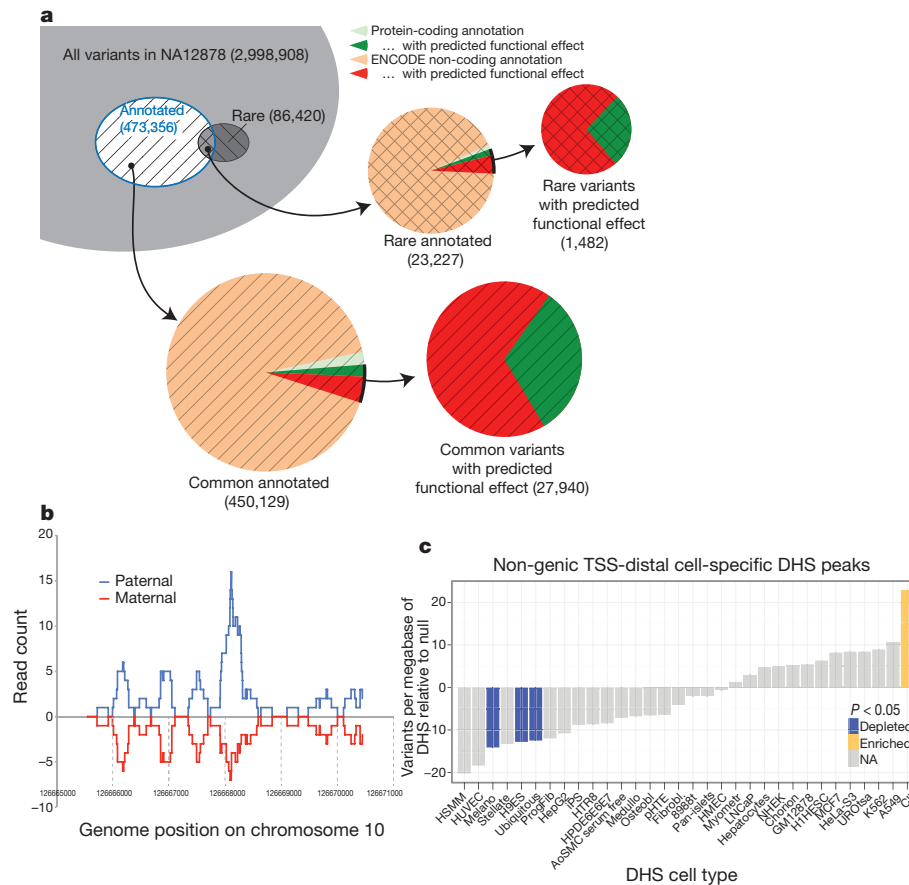 a
All variants in NA12878 (2,998,908)
Annotated
(473,356)
Rare (86,420)
Protein-coding annotation
... with predicted functional effect
ENCODE non-coding annotation
... with predicted functional effect
Rare annotated
(23,227)
Rare variants
with predicted
functional effect
(1,482)
Common annotated
(450,129)
Common variants
with predicted
functional effect (27,940)
b
20
15
10
5
0
5
−10
Read count
Paternal
Maternal
126665000
126666000
126667000
126668000
126669000
126670000
126671000
Genome position on chromosome 10
c
Non-genic TSS-distal cell-specific DHS peaks
Variants per megabase of
DHS relative to null
20
10
0
−10
−20
P < 0.05
Depleted
Enriched
NA
HSMM
HUVEC
Melano
Stellate
H9ES
Ubiquitous
ProgFib
HepG2
iPS
HTR8
HPDE6E6E7
AoSMC serum free
Medullo
Osteobl
pHTE
Fibrobl
8988t
Pan-islets
HMEC
Myometr
LNCaP
Hepatocytes
NHEK
Chorion
GM12878
H1HESC
MCF7
HeLa-S3
UROtsa
K562
A549
DHS cell type